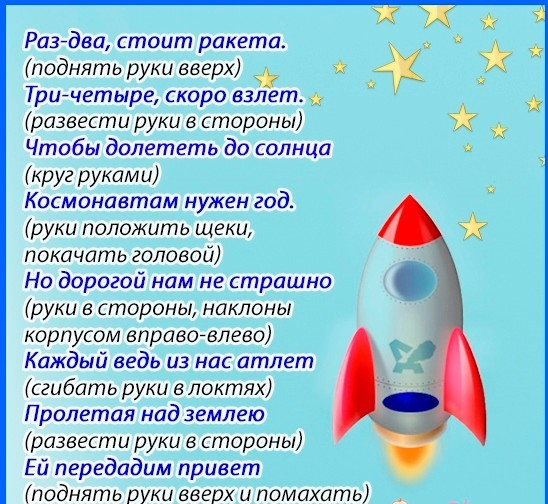 Раз-два, стоит ракета.
(поднять руки вверх)
Три-четыре, скоро взлет.
(развести руки в стороны)
Чтобы долететь до солнца
(круг руками)
Космонавтам нужен год.
(руки положить щеки,
покачать головой)
Но дорогой нам не страшно
(руки в стороны, наклоны
корпусом вправо-влево)
Каждый ведь из нас атлет
(сгибать руки в локтях)
Пролетая над землею
(развести руки в стороны)
Ей передадим привет
(поднять руки вверх и помахать)